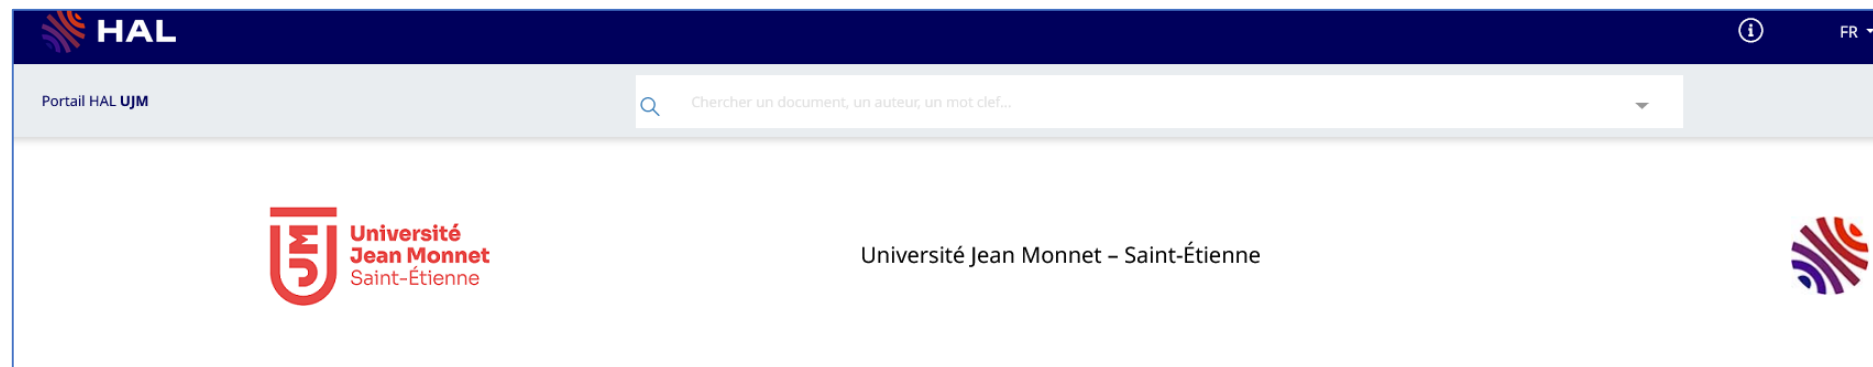 HAL
FR
Portail HAL UJM
Chercher un document, un auteur, un mot clef...
UJM
Université
Jean Monnet
Saint-Étienne
Université Jean Monnet – Saint-Étienne